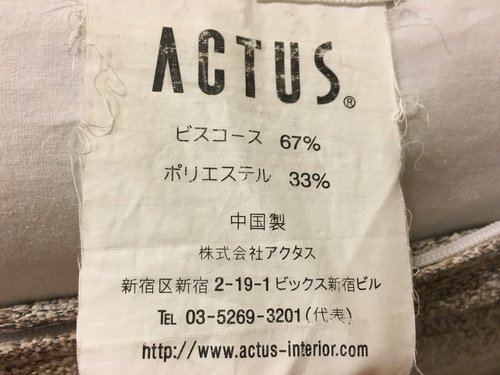 ACTUS®
ビスコース 67%
ポリエステル 33%
中国製
株式会社アクタス
新宿区新宿 2-19-1 ビックス新宿ビル
TEL 03-5269-3201(代表)
http://www.actus-interior.com